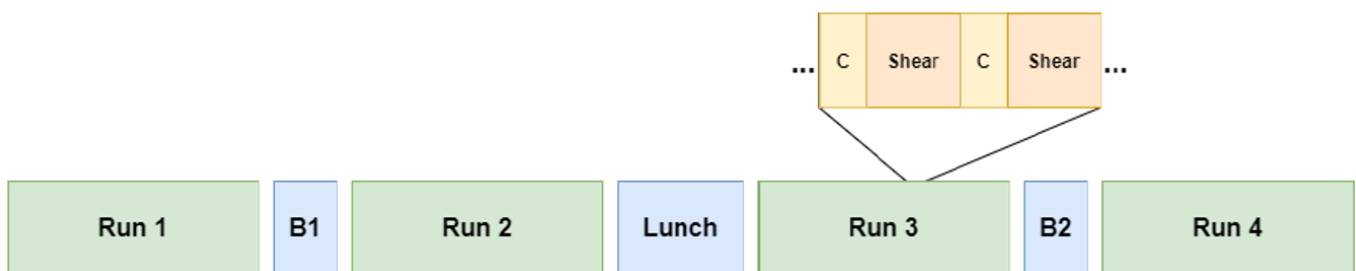 ... C Shear C Shear ...
Run 1 B1 Run 2 Lunch Run 3 B2 Run 4